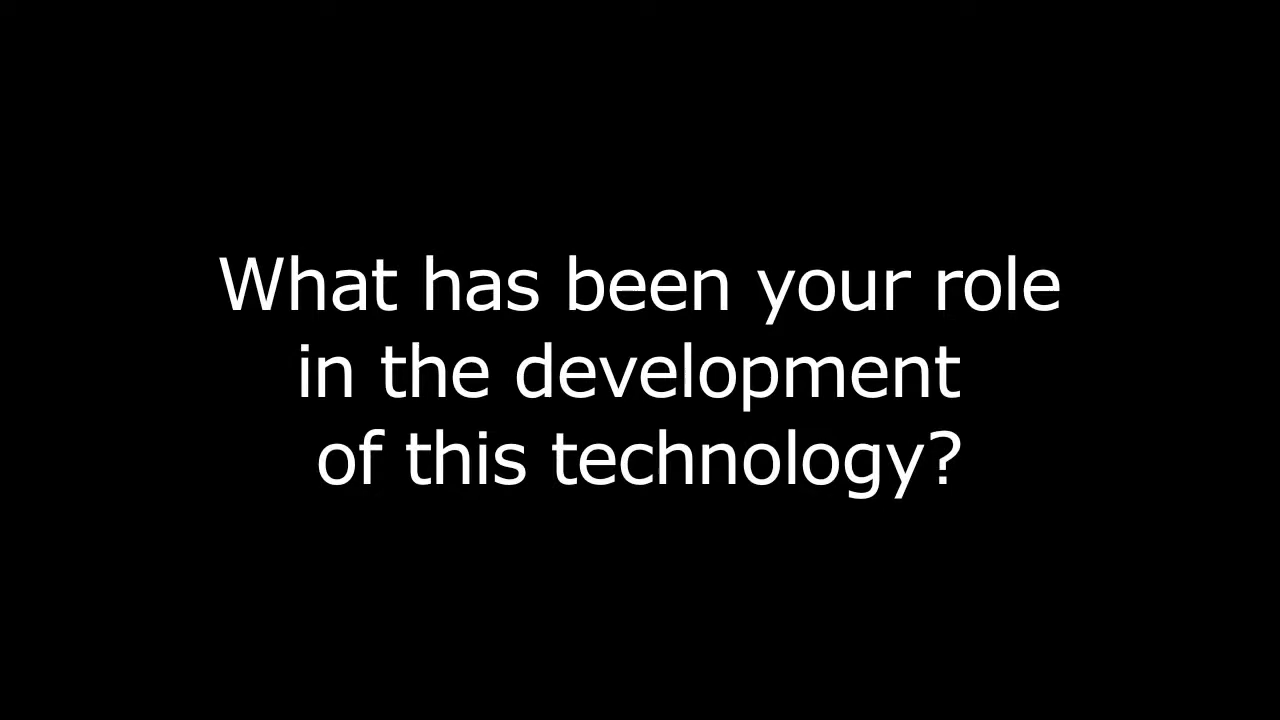 What has been your role
in the development
of this technology?